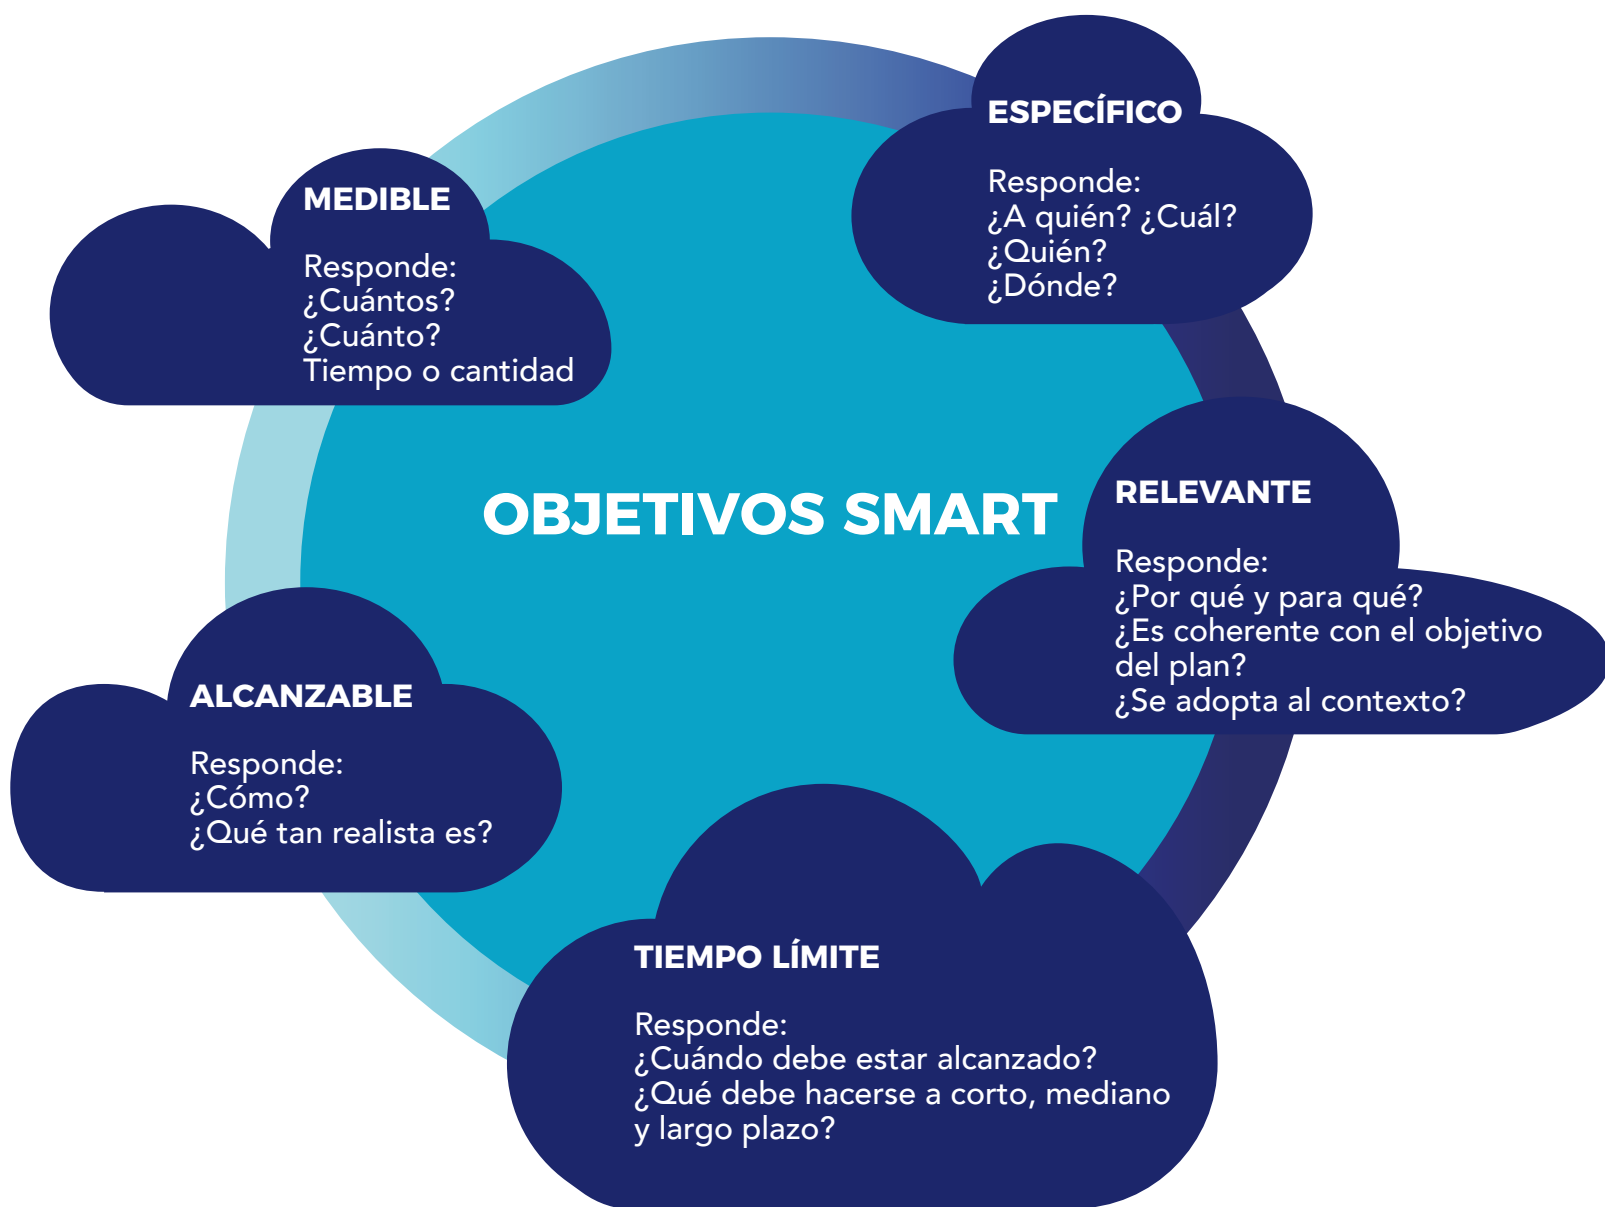 ESPECÍFICO
Responde:
¿A quién? ¿Cuál?
¿Quién?
¿Dónde?
MEDIBLE
Responde:
¿Cuántos?
¿Cuánto?
Tiempo o cantidad
OBJETIVOS SMART
RELEVANTE
Responde:
¿Por qué y para qué?
¿Es coherente con el objetivo
del plan?
¿Se adopta al contexto?
ALCANZABLE
Responde:
¿Cómo?
¿Qué tan realista es?
TIEMPO LÍMITE
Responde:
¿Cuándo debe estar alcanzado?
¿Qué debe hacerse a corto, mediano
y largo plazo?